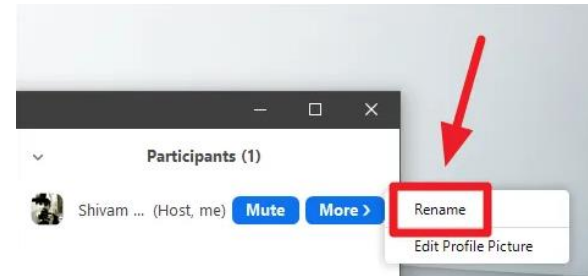 Participants (1)
Shivam ... (Host, me) Mute More >
Rename
Edit Profile Picture